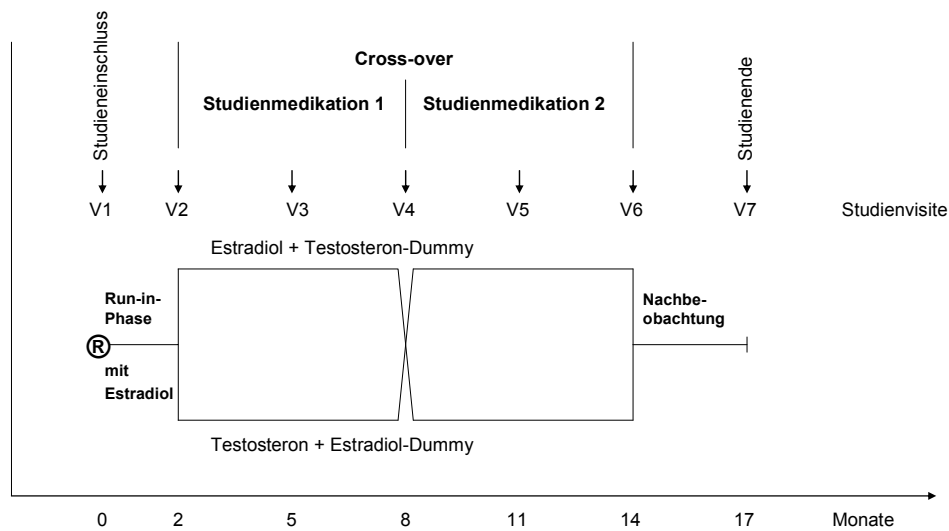 Studieneinschluss
Cross-over
Studienende
Studienmedikation 1
Studienmedikation 2
V1 V2 V3 V4 V5 V6 V7 Studienvisite
Estradiol + Testosteron-Dummy
Run-in-
Phase
Nachbe-
obachtung
®
mit
Estradiol
Testosteron + Estradiol-Dummy
0 2 5 8 11 14 17 Monate